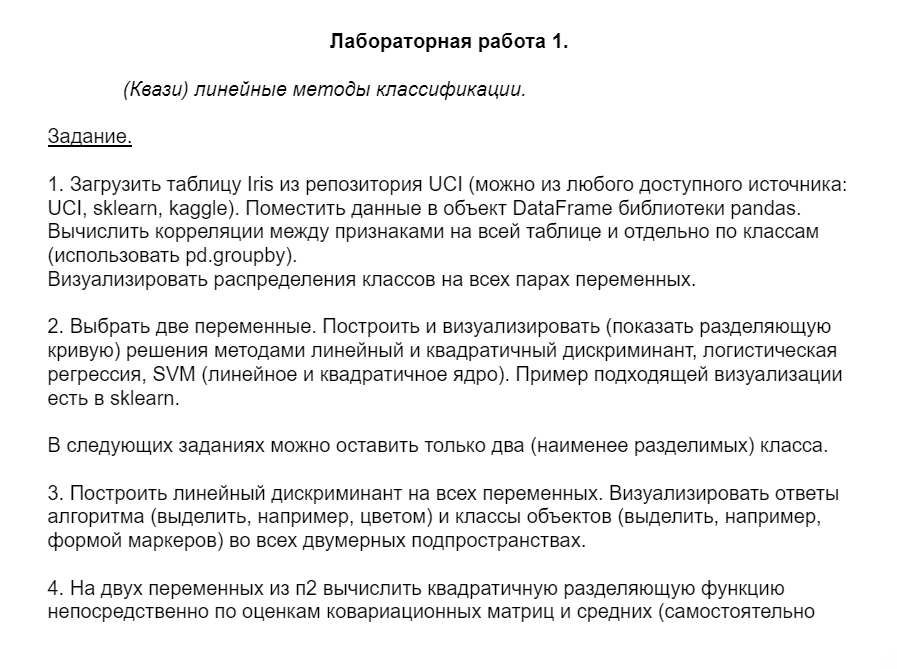 Лабораторная работа 1.
(Квази) линейные методы классификации.
Задание.
1. Загрузить таблицу Iris из репозитория UCI (можно из любого доступного источника:
UCI, sklearn, kaggle). Поместить данные в объект DataFrame библиотеки pandas.
Вычислить корреляции между признаками на всей таблице и отдельно по классам
(использовать pd.groupby).
Визуализировать распределения классов на всех парах переменных.
2. Выбрать две переменные. Построить и визуализировать (показать разделяющую
кривую) решения методами линейный и квадратичный дискриминант, логистическая
регрессия, SVM (линейное и квадратичное ядро). Пример подходящей визуализации
есть в sklearn.
В следующих заданиях можно оставить только два (наименее разделимых) класса.
3. Построить линейный дискриминант на всех переменных. Визуализировать ответы
алгоритма (выделить, например, цветом) и классы объектов (выделить, например,
формой маркеров) во всех двумерных подпространствах.
4. На двух переменных из п2 вычислить квадратичную разделяющую функцию
непосредственно по оценкам ковариационных матриц и средних (самостоятельно